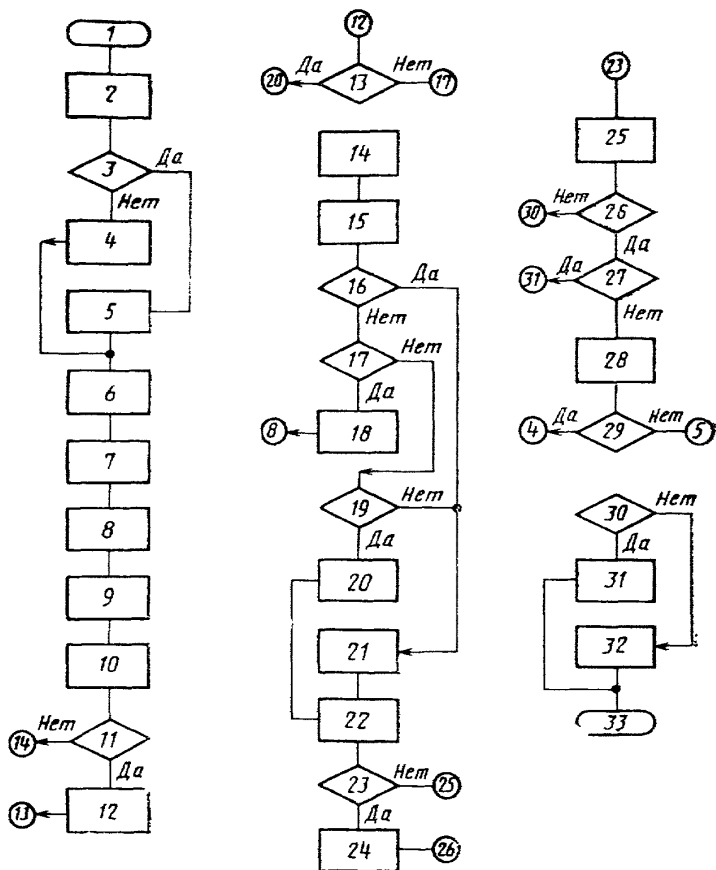 1
2
3 Да
Нет
4
5
6
7
8
9
10
Нет
14 11
Да
13 12
12
Да Нет
20 13 17
14
15
16 Да
Нет
17 Нет
Да
8 18
19 Нет
Да
20
21
22
23 Нет 25
Да
24 26
23
25
Нет
30 26
Да
Да
31 27
Нет
28
Да Нет
4 29 5
30 Нет
Да
31
32
33